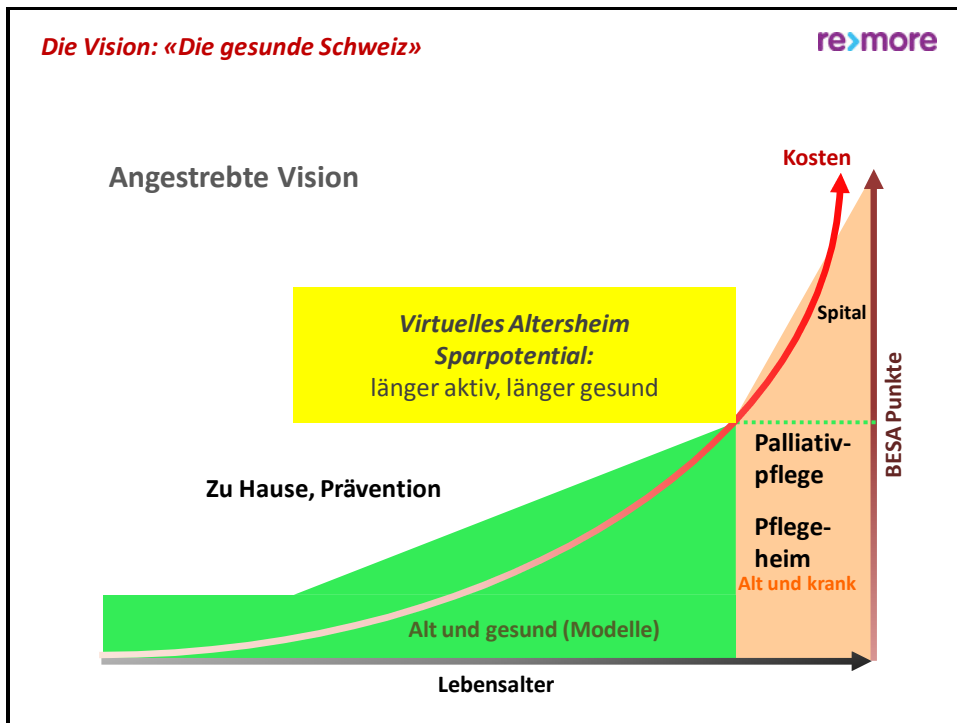 Die Vision: «Die gesunde Schweiz»
re>more
Angestrebte Vision
Kosten
Virtuelles Altersheim
Sparpotential:
länger aktiv, länger gesund
Spital
BESA Punkte
Zu Hause, Prävention
Palliativ-
pflege
Pflege-
heim
Alt und krank
Alt und gesund (Modelle)
Lebensalter